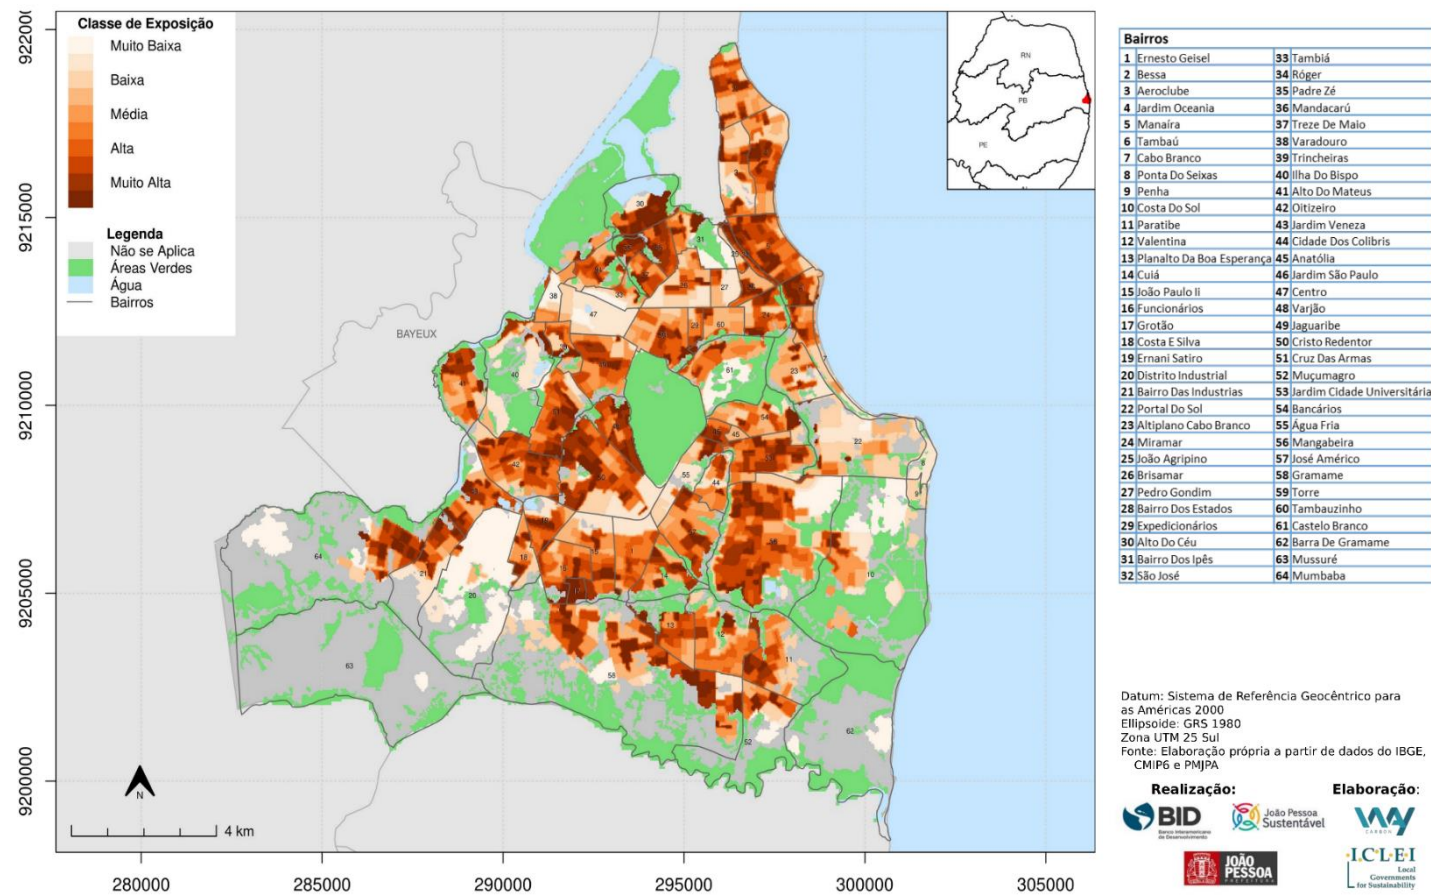 Classe de Exposição
Muito Baixa
Baixa
Média
Alta
Muito Alta
Legenda
Não se Aplica
Áreas Verdes
Água
Bairros
BAYEUX
RN
PB
PE
N
4 km
9220000
9215000
9210000
9205000
9200000
280000
285000
290000
295000
300000
305000
Bairros
1 Ernesto Geisel 33 Tambiá
2 Bessa 34 Róger
3 Aeroclube 35 Padre Zé
4 Jardim Oceania 36 Mandacarú
5 Manaíra 37 Treze De Maio
6 Tambaú 38 Varadouro
7 Cabo Branco 39 Trincheiras
8 Ponta Do Seixas 40 Ilha Do Bispo
9 Penha 41 Alto Do Mateus
10 Costa Do Sol 42 Oitizeiro
11 Paratibe 43 Jardim Veneza
12 Valentina 44 Cidade Dos Colibris
13 Planalto Da Boa Esperança 45 Anatólia
14 Cuiá 46 Jardim São Paulo
15 João Paulo Ii 47 Centro
16 Funcionários 48 Varjão
17 Grotão 49 Jaguaribe
18 Costa E Silva 50 Cristo Redentor
19 Ernani Satiro 51 Cruz Das Armas
20 Distrito Industrial 52 Muçumagro
21 Bairro Das Industrias 53 Jardim Cidade Universitária
22 Portal Do Sol 54 Bancários
23 Altiplano Cabo Branco 55 Água Fria
24 Miramar 56 Mangabeira
25 João Agripino 57 José Américo
26 Brisamar 58 Gramame
27 Pedro Gondim 59 Torre
28 Bairro Dos Estados 60 Tambauzinho
29 Expedicionários 61 Castelo Branco
30 Alto Do Céu 62 Barra De Gramame
31 Bairro Dos Ipês 63 Mussuré
32 São José 64 Mumbaba
Datum: Sistema de Referência Geocêntrico para
as Américas 2000
Ellipsoide: GRS 1980
Zona UTM 25 Sul
Fonte: Elaboração própria a partir de dados do IBGE,
CMIP6 e PMJPA
Realização:
Elaboração:
BID
Banco Interamericano
de Desenvolvimento
João Pessoa
Sustentável
WAY
CARBON
JOÃO
PESSOA
PREFEITURA
I.C.L.E.I
Local
Governments
for Sustainability